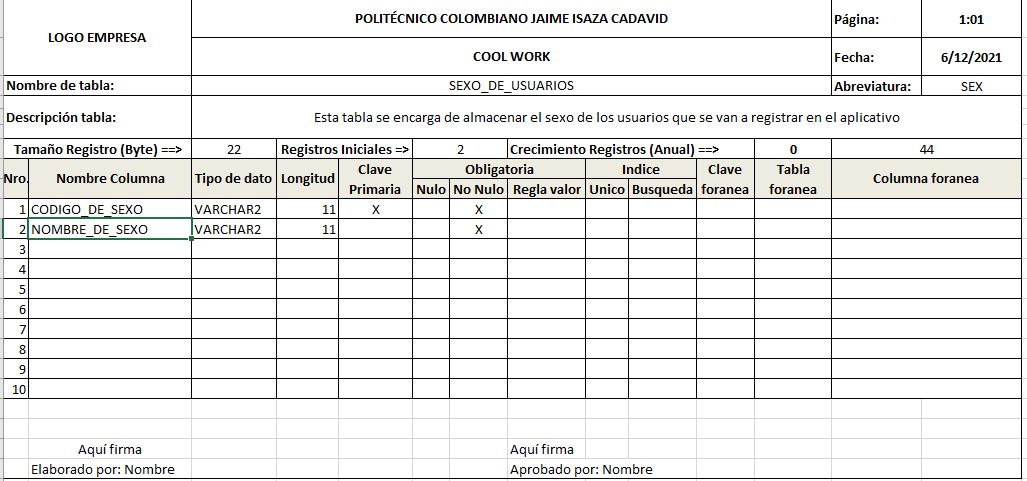 LOGO EMPRESA
POLITÉCNICO COLOMBIANO JAIME ISAZA CADAVID
Página:
1:01
COOL WORK
Fecha:
6/12/2021
Nombre de tabla:
SEXO_DE_USUARIOS
Abreviatura:
SEX
Descripción tabla:
Esta tabla se encarga de almacenar el sexo de los usuarios que se van a registrar en el aplicativo
Tamaño Registro (Byte) ==>
22
Registros Iniciales =>
2
Crecimiento Registros (Anual) ==>
0
44
Nro.
Nombre Columna
Tipo de dato
Longitud
Clave
Primaria
Obligatoria
Nulo
No Nulo
Regla valor
Indice
Unico
Busqueda
Clave
foranea
Tabla
foranea
Columna foranea
1 CODIGO_DE_SEXO VARCHAR2 11 X X
2 NOMBRE_DE_SEXO VARCHAR2 11 X
3
4
5
6
7
8
9
10
Aquí firma
Aquí firma
Elaborado por: Nombre
Aprobado por: Nombre